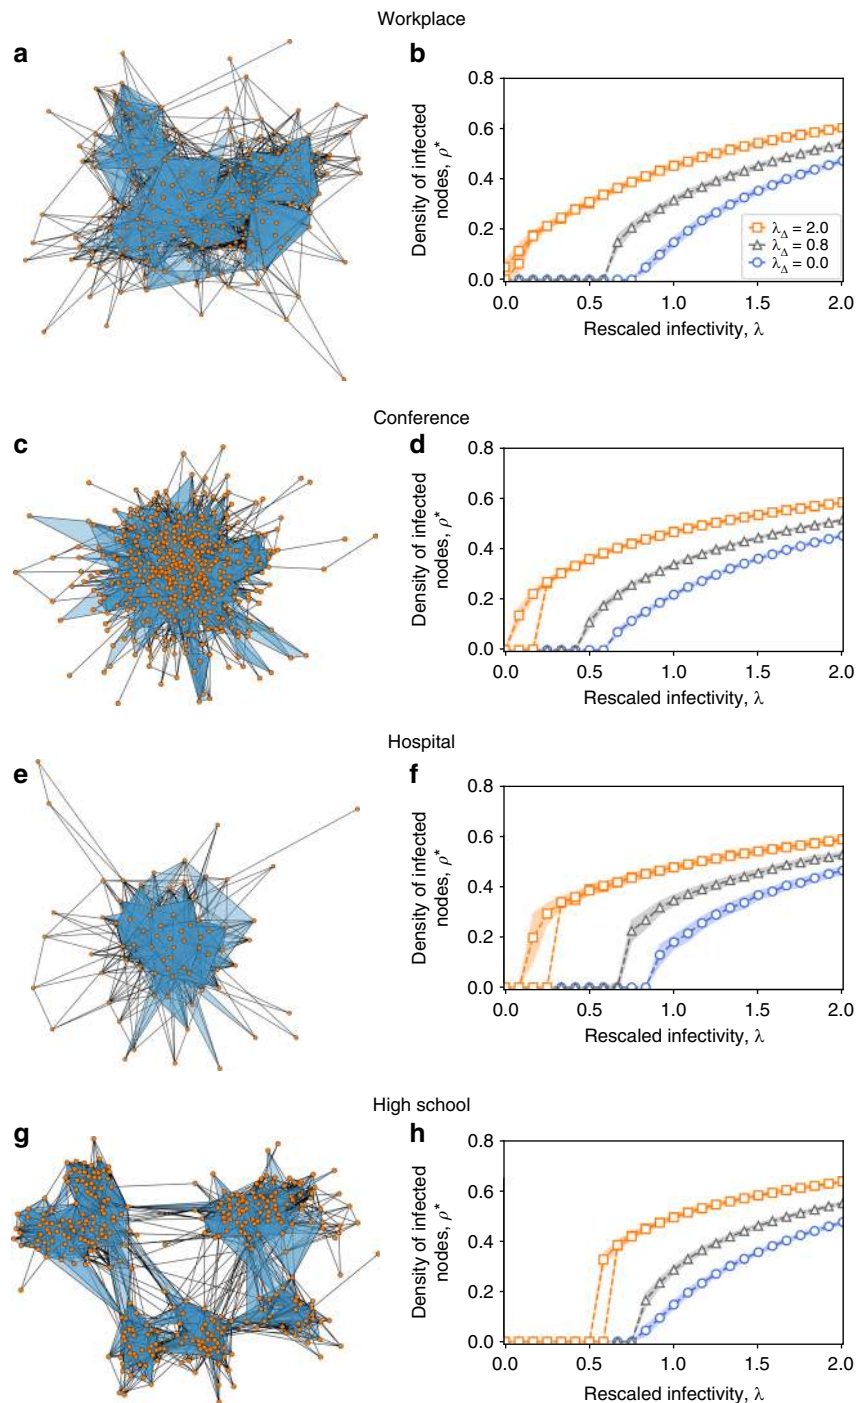 Workplace
a
b
0.8
0.6
0.4
0.2
0.0
Density of infected
nodes, ρ*
λΔ = 2.0
λΔ = 0.8
λΔ = 0.0
0.0 0.5 1.0 1.5 2.0
Rescaled infectivity, λ
Conference
c
d
0.8
0.6
0.4
0.2
0.0
Density of infected
nodes, ρ*
0.0 0.5 1.0 1.5 2.0
Rescaled infectivity, λ
Hospital
e
f
0.8
0.6
0.4
0.2
0.0
Density of infected
nodes, ρ*
0.0 0.5 1.0 1.5 2.0
Rescaled infectivity, λ
High school
g
h
0.8
0.6
0.4
0.2
0.0
Density of infected
nodes, ρ*
0.0 0.5 1.0 1.5 2.0
Rescaled infectivity, λ